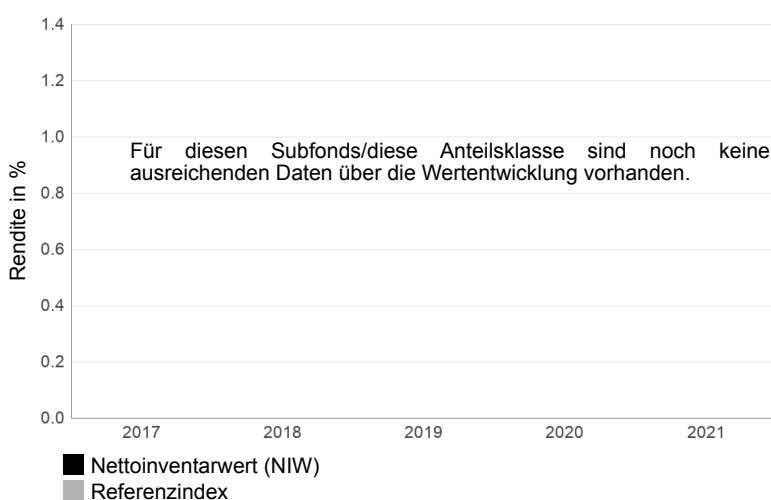 1.4
1.2
1.0
Für diesen Subfonds/diese Anteilsklasse sind noch keine
ausreichenden Daten über die Wertentwicklung vorhanden.
0.8
0.6
0.4
0.2
0.0
Rendite in %
2017 2018 2019 2020 2021
Nettoinventarwert (NIW)
Referenzindex